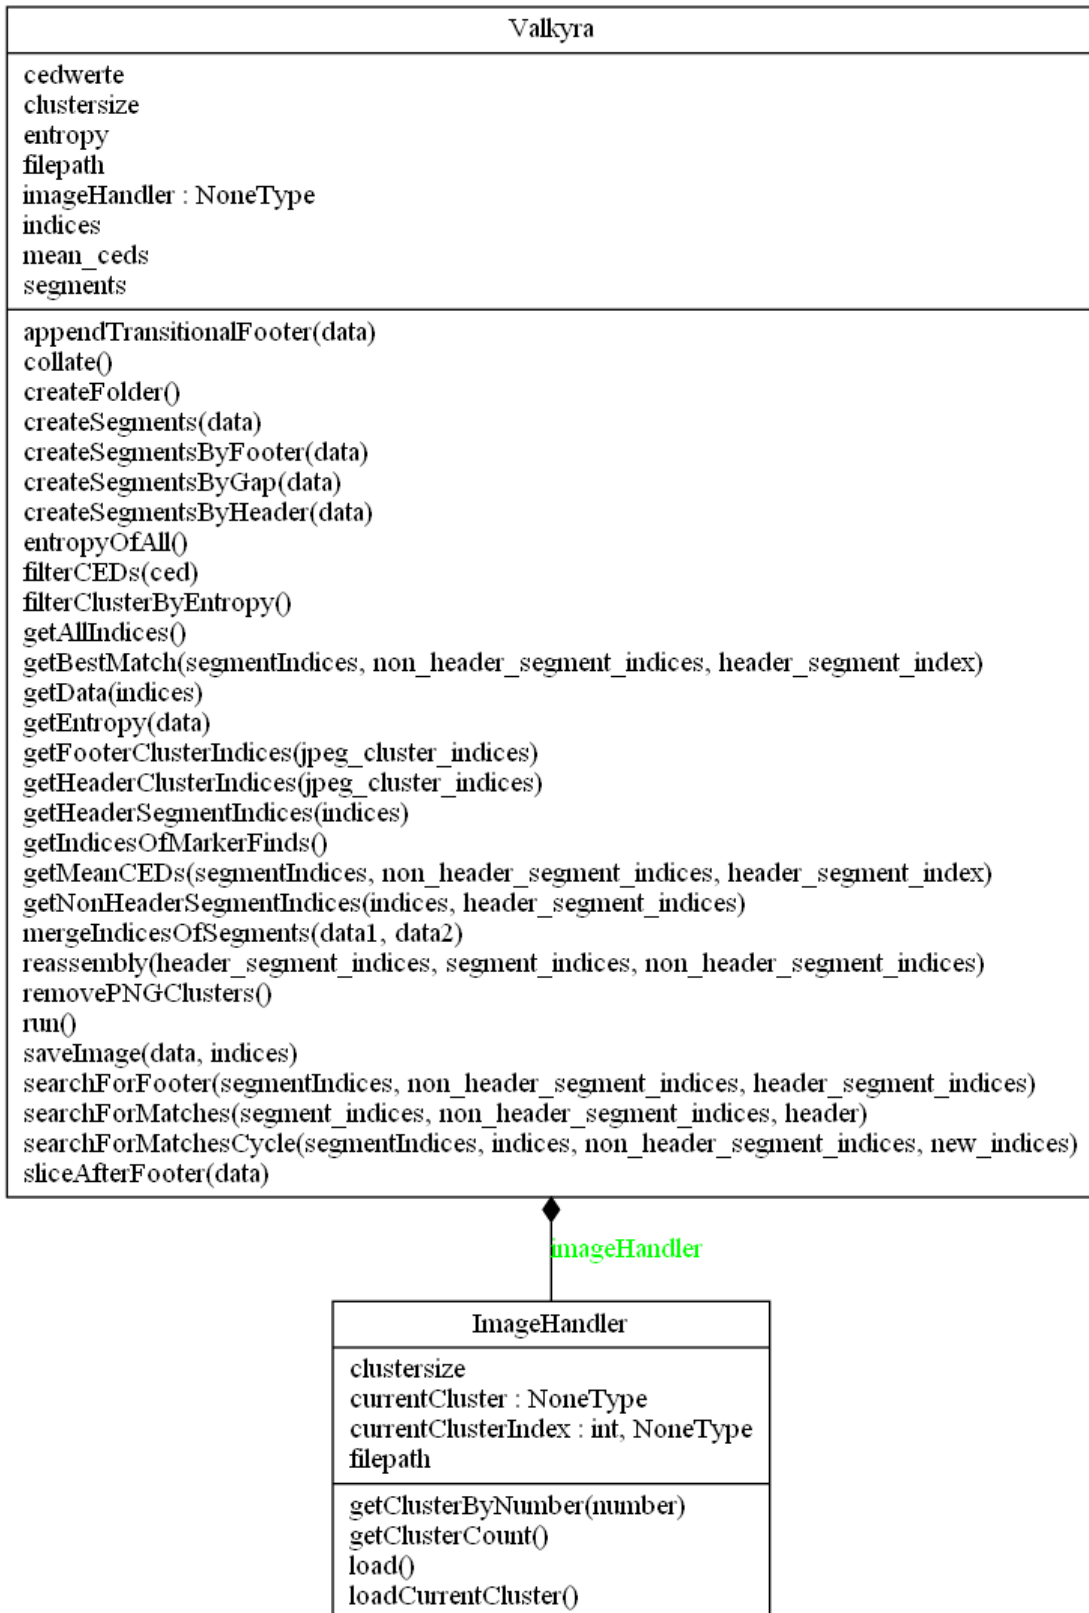 Valkyra
cedwerte
clustersize
entropy
filepath
imageHandler : NoneType
indices
mean_ceds
segments
appendTransitionalFooter(data)
collate()
createFolder()
createSegments(data)
createSegmentsByFooter(data)
createSegmentsByGap(data)
createSegmentsByHeader(data)
entropyOfAll()
filterCEDs(ced)
filterClusterByEntropy()
getAllIndices()
getBestMatch(segmentIndices, non_header_segment_indices, header_segment_index)
getData(indices)
getEntropy(data)
getFooterClusterIndices(jpeg_cluster_indices)
getHeaderClusterIndices(jpeg_cluster_indices)
getHeaderSegmentIndices(indices)
getIndicesOfMarkerFinds()
getMeanCEDs(segmentIndices, non_header_segment_indices, header_segment_index)
getNonHeaderSegmentIndices(indices, header_segment_indices)
mergeIndicesOfSegments(data1, data2)
reassembly(header_segment_indices, segment_indices, non_header_segment_indices)
removePNGClusters()
run()
saveImage(data, indices)
searchForFooter(segmentIndices, non_header_segment_indices, header_segment_indices)
searchForMatches(segment_indices, non_header_segment_indices, header)
searchForMatchesCycle(segmentIndices, indices, non_header_segment_indices, new_indices)
sliceAfterFooter(data)
imageHandler
ImageHandler
clustersize
currentCluster : NoneType
currentClusterIndex : int, NoneType
filepath
getClusterByNumber(number)
getClusterCount()
load()
loadCurrentCluster()